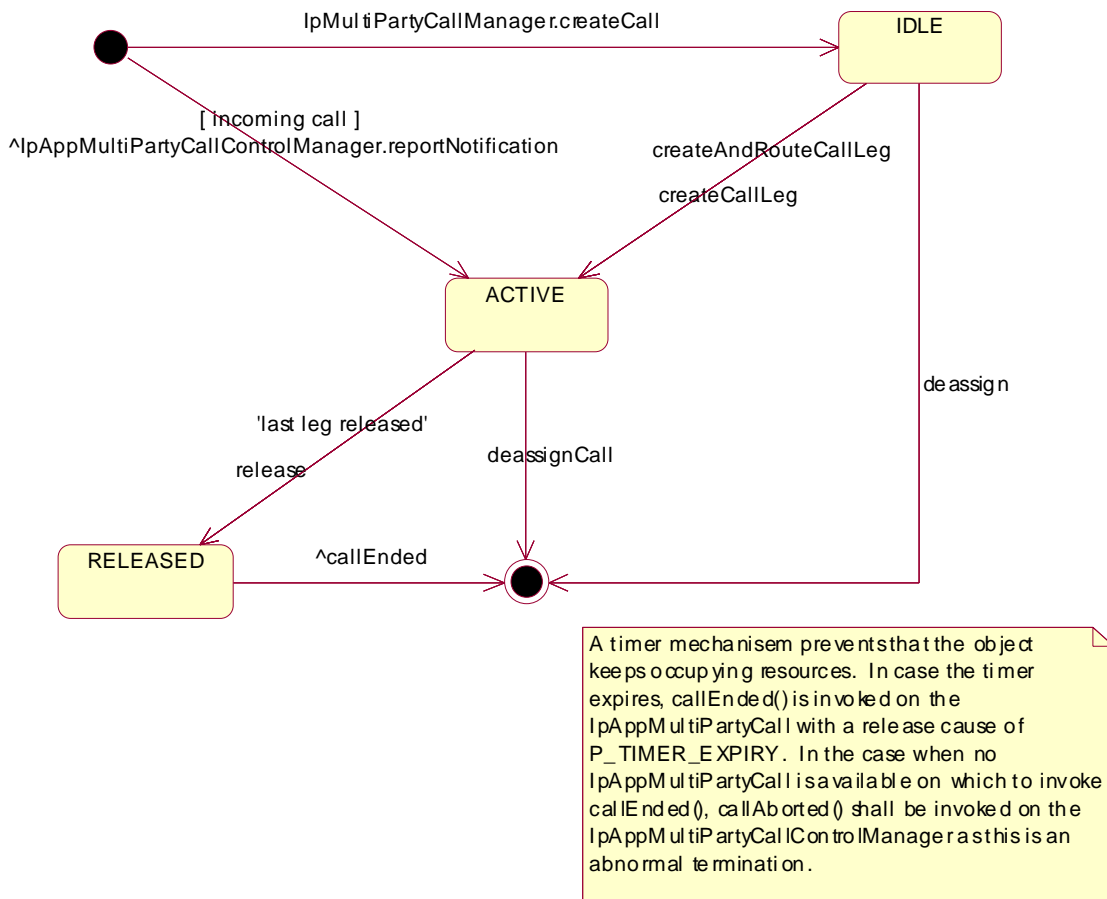 IpMultiPartyCallManager.createCall
IDLE
[ incoming call ]
^IpAppMultiPartyCallControlManager.reportNotification
createAndRouteCallLeg
createCallLeg
ACTIVE
deassign
'last leg released'
release
deassignCall
RELEASED
^callEnded
A timer mechanisem prevents that the object
keeps occupying resources. In case the timer
expires, callEnded() is invoked on the
IpAppMultiPartyCall with a release cause of
P_TIMER_EXPIRY. In the case when no
IpAppMultiPartyCall is available on which to invoke
callEnded(), callAborted() shall be invoked on the
IpAppMultiPartyCallControlManager as this is an
abnormal termination.